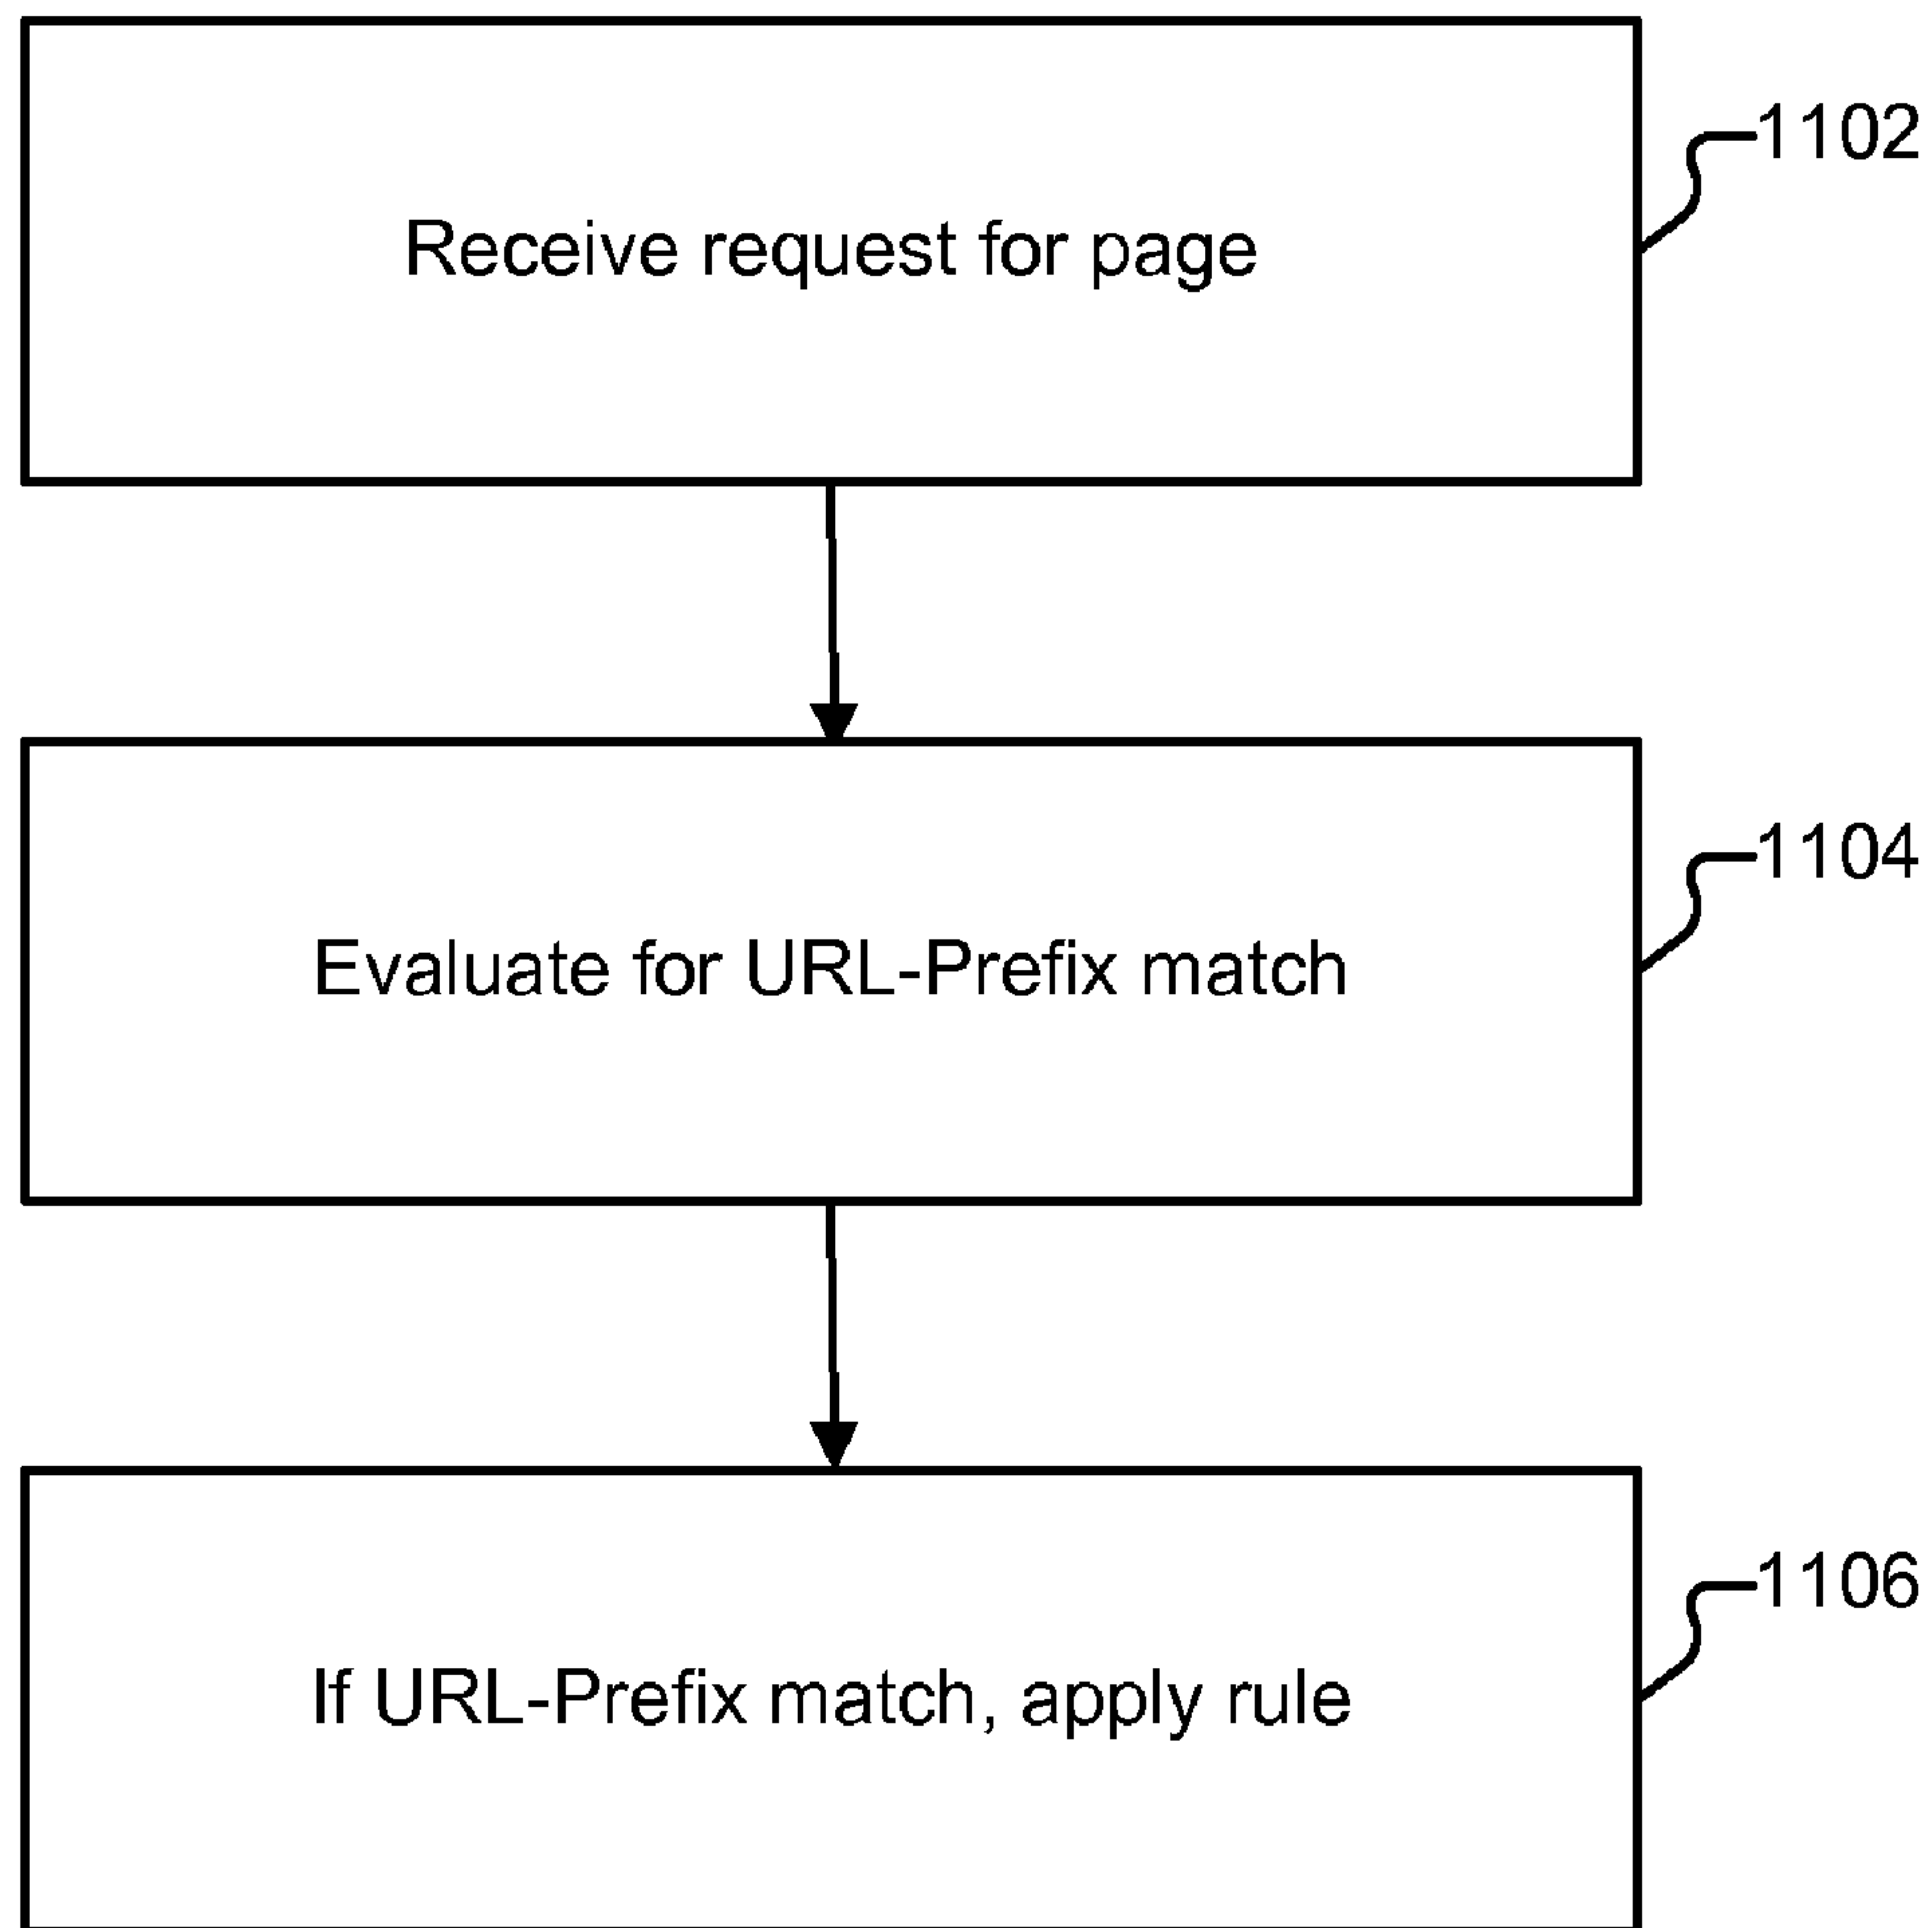 1102
Receive request for page
1104
Evaluate for URL-Prefix match
1106
If URL-Prefix match, apply rule